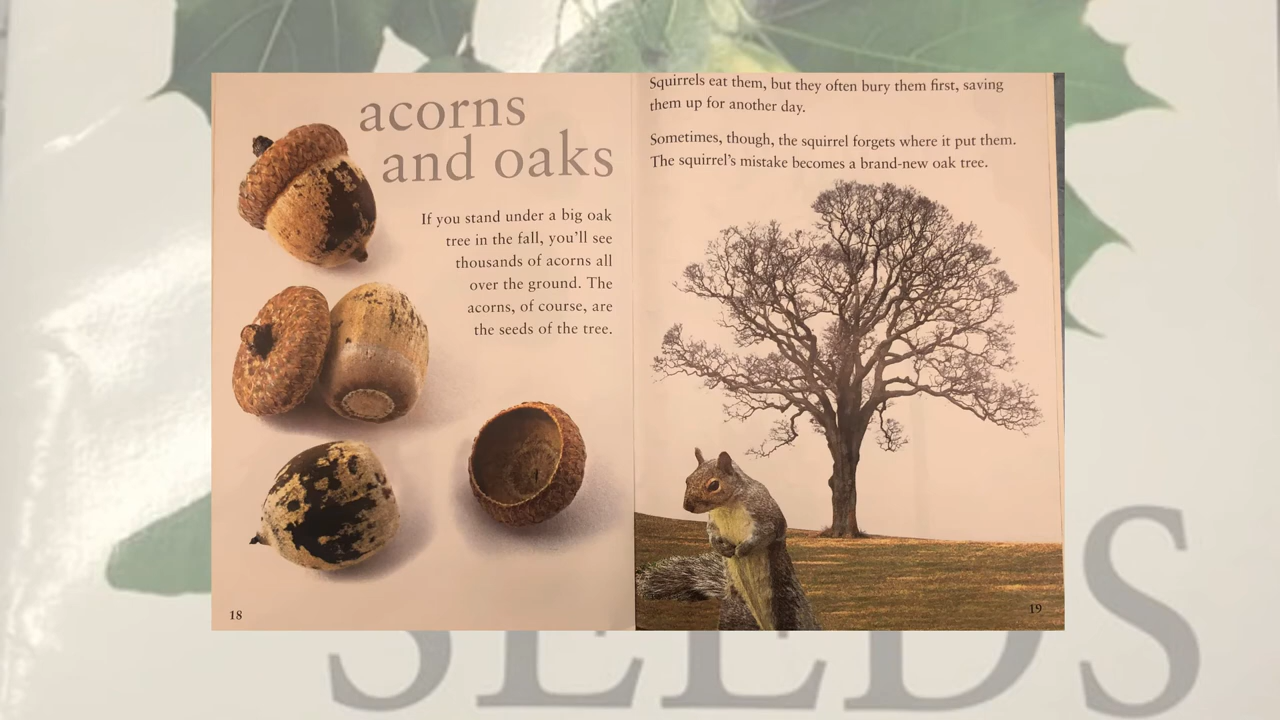 acorns
and oaks
If you stand under a big oak
tree in the fall, you'll see
thousands of acorns all
over the ground. The
acorns, of course, are
the seeds of the tree.
18
Squirrels eat them, but they often bury them first, saving
them up for another day.
Sometimes, though, the squirrel forgets where it put them.
The squirrel's mistake becomes a brand-new oak tree.
19
SEEDS